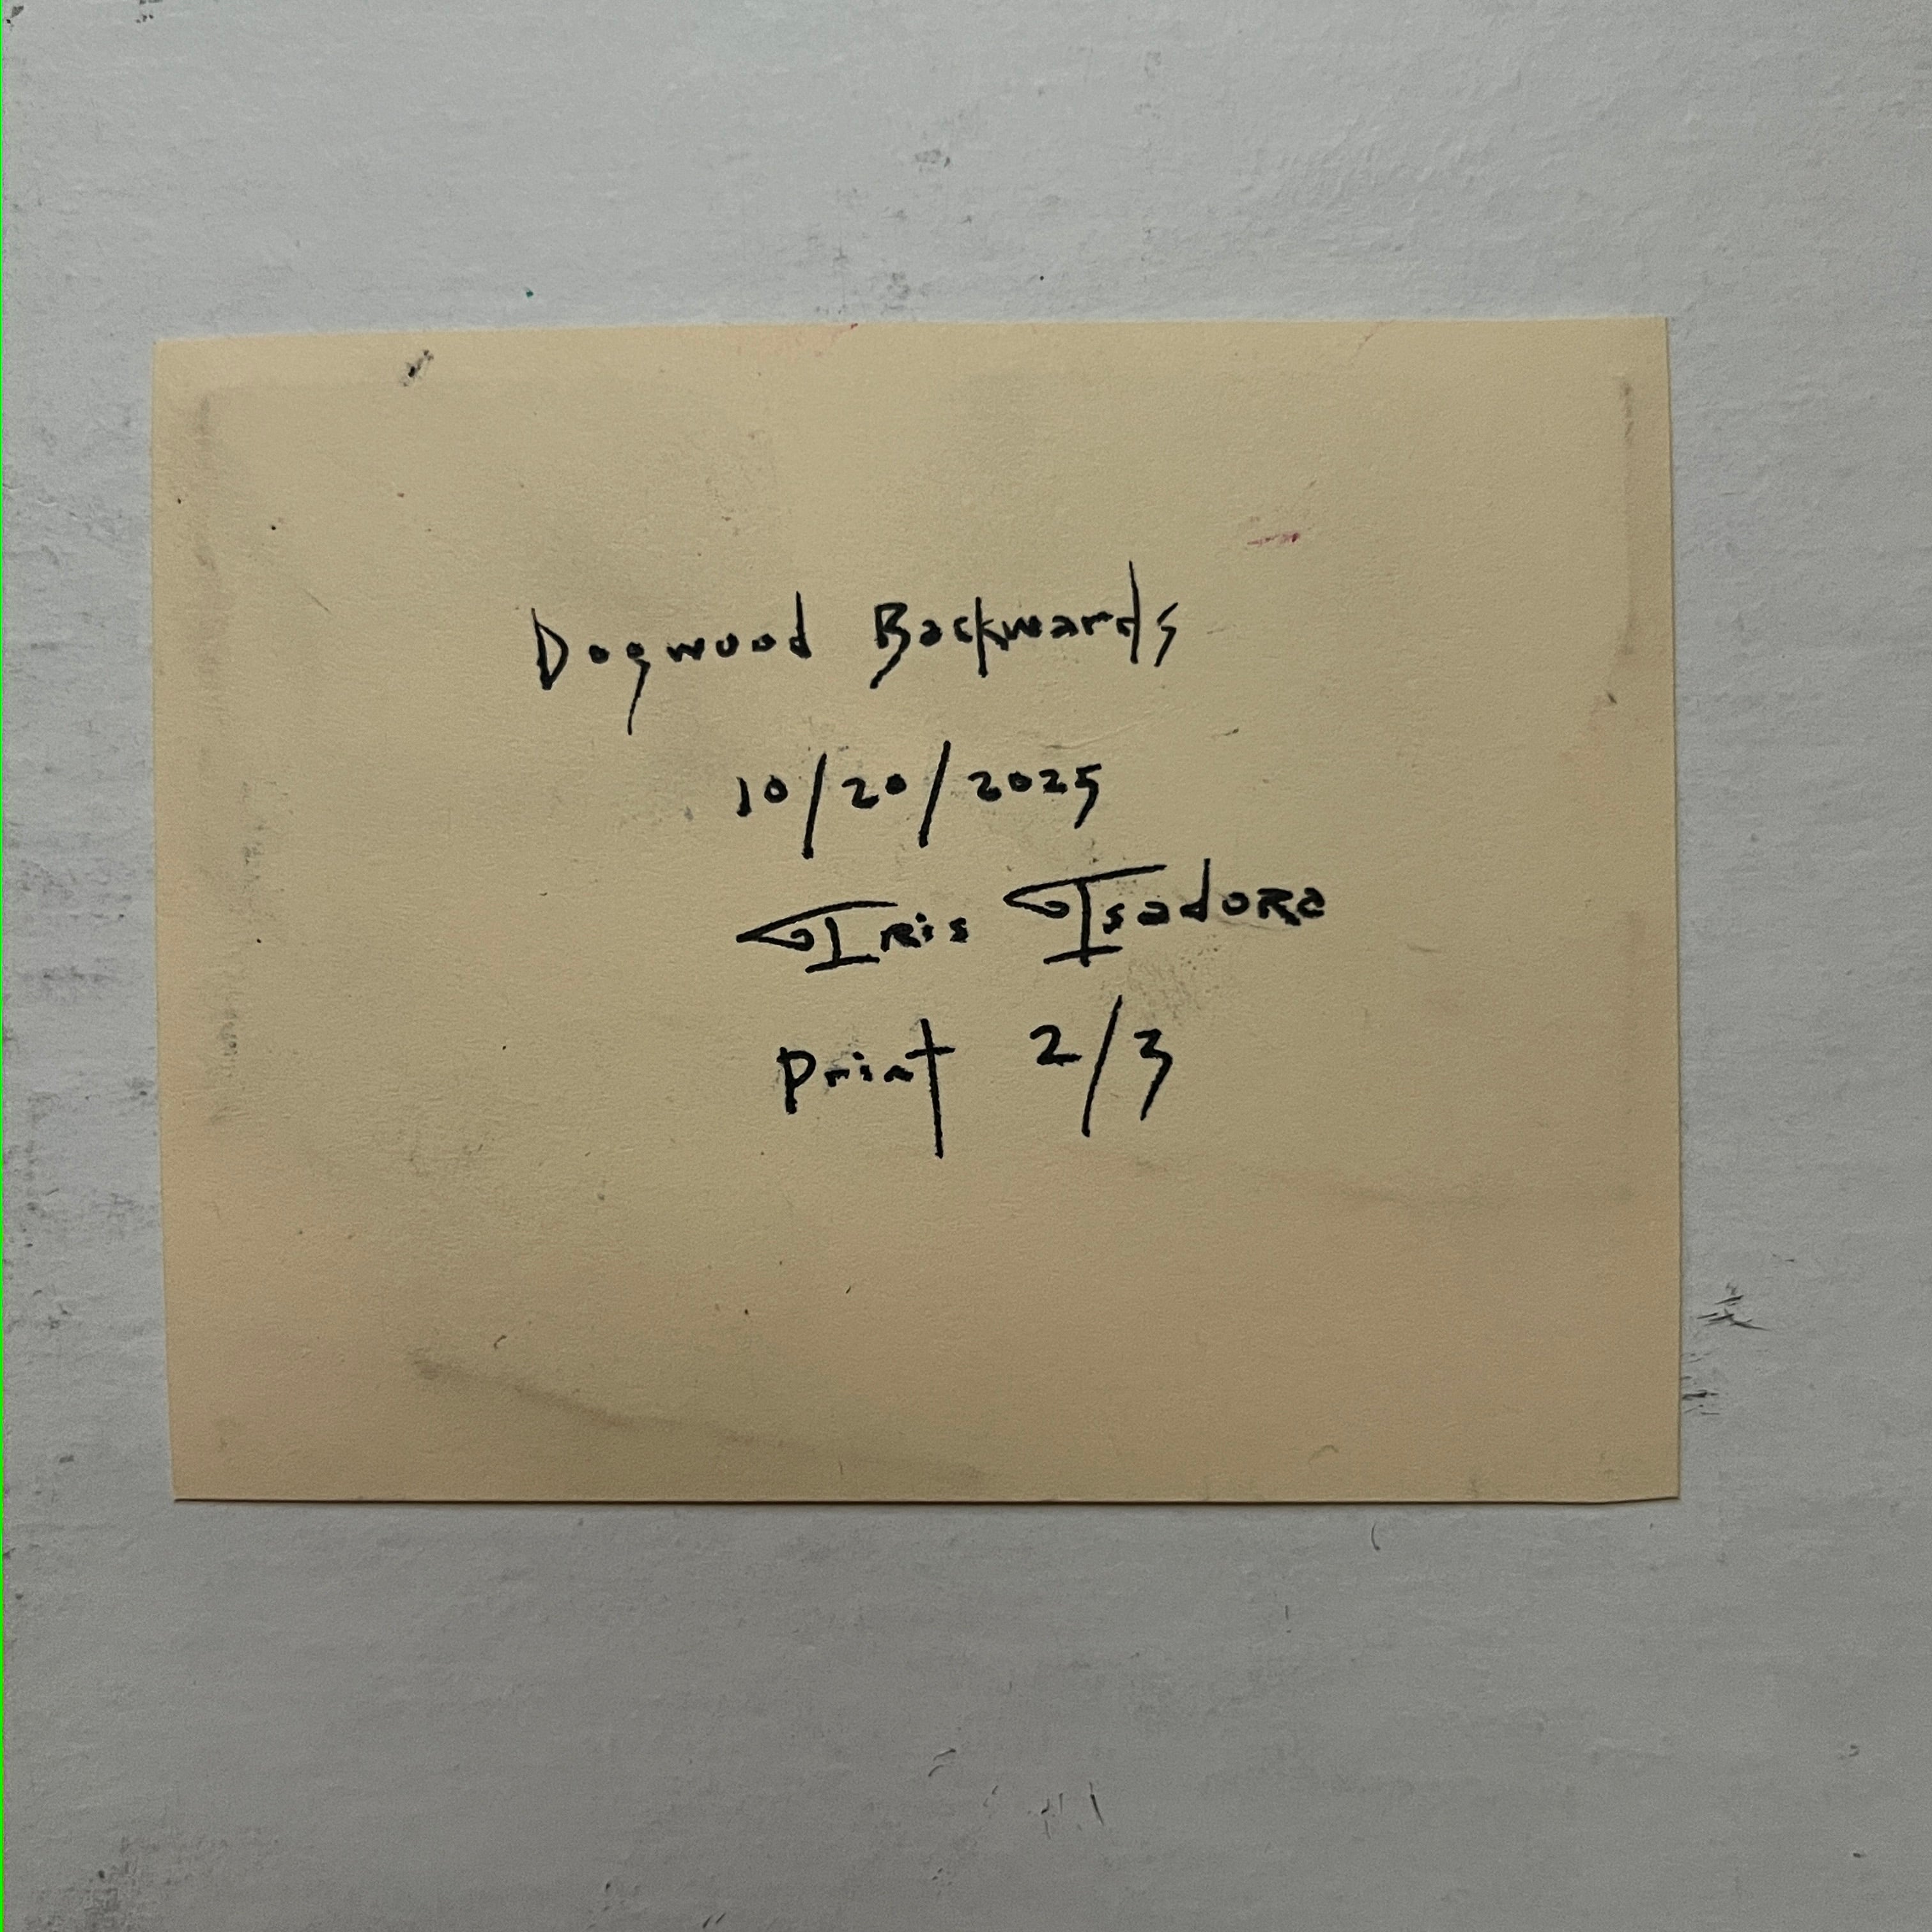 Dogwood Backwards
10/20/2025
Iris Isadora
Print 2/3